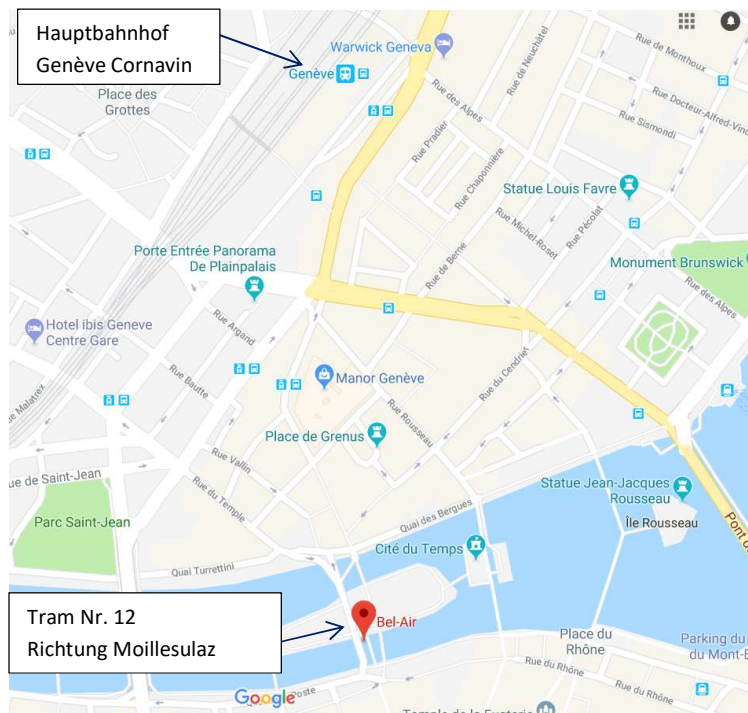 Hauptbahnhof
Genève Cornavin
Warwick Geneva
Genève
Rue de Neuchâtel
Rue de Monthoux
Place des
Grottes
Rue des Alpes
Rue Docteur-Alfred-Vinc
Rue Sismondi
Rue Pradier
Rue Chaponnière
Statue Louis Favre
Rue Michel-Roset
Rue Pécolat
Porte Entrée Panorama
De Plainpalais
Rue de Berne
Monument Brunswick
Rue des Alpes
Hotel ibis Geneve
Centre Gare
Rue Argand
Manor Genève
Rue du Cendrier
Rue Bautte
ue Malatrex
Rue Rousseau
Place de Grenus
Rue Vallin
ue de Saint-Jean
Rue du Temple
Statue Jean-Jacques
Rousseau
Île Rousseau
Parc Saint-Jean
Quai des Bergues
Pont d
Cité du Temps
Quai Turrettini
Tram Nr. 12
Richtung Moillesulaz
Bel-Air
Place du
Rhône
Parking du
du Mont-B
Rue du Rhône
Rue du Rhône
Google
Poste